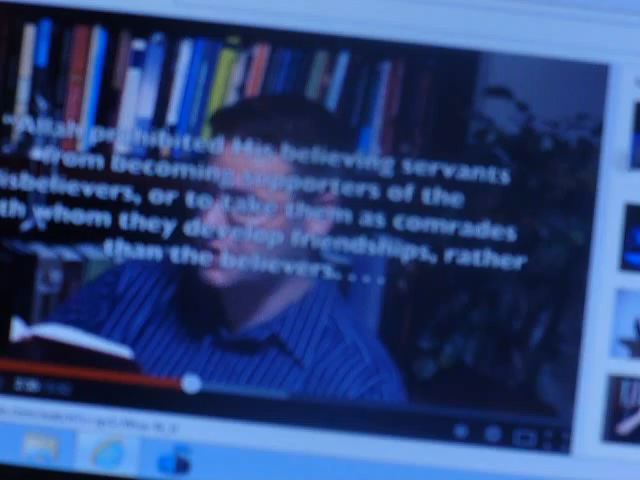 "Allah prohibited His believing servants
from becoming supporters of the
disbelievers, or to take them as comrades
with whom they develop friendships, rather
than the believers. . . .